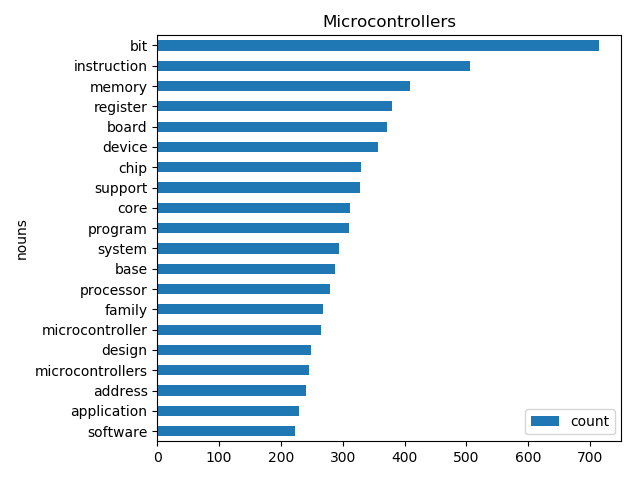 Microcontrollers
nouns
bit
instruction
memory
register
board
device
chip
support
core
program
system
base
processor
family
microcontroller
design
microcontrollers
address
application
software
count
0 100 200 300 400 500 600 700